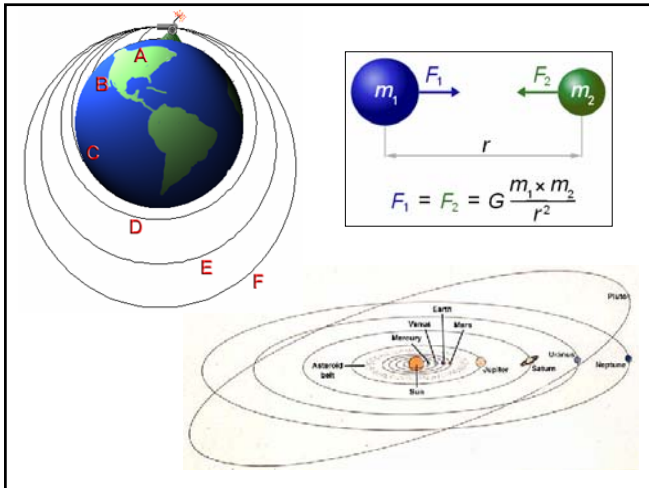 A
B
C
D
E
F
m₁ F₁ F₂ m₂
r
F₁ = F₂ = G m₁ × m₂ / r²
Pluto
Earth
Venus Mars
Mercury
Asteroid belt
Sun
Jupiter
Saturn
Uranus
Neptune